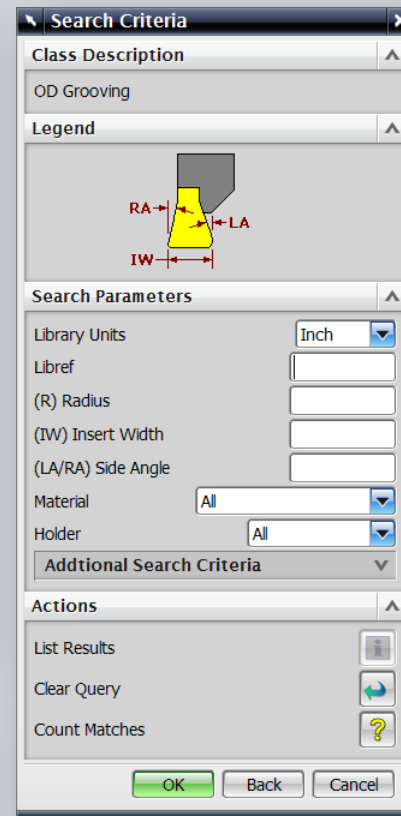 Search Criteria
Class Description
OD Grooving
Legend
RA
LA
IW
Search Parameters
Library Units Inch
Libref
(R) Radius
(IW) Insert Width
(LA/RA) Side Angle
Material All
Holder All
Addtional Search Criteria
Actions
List Results
Clear Query
Count Matches
OK Back Cancel